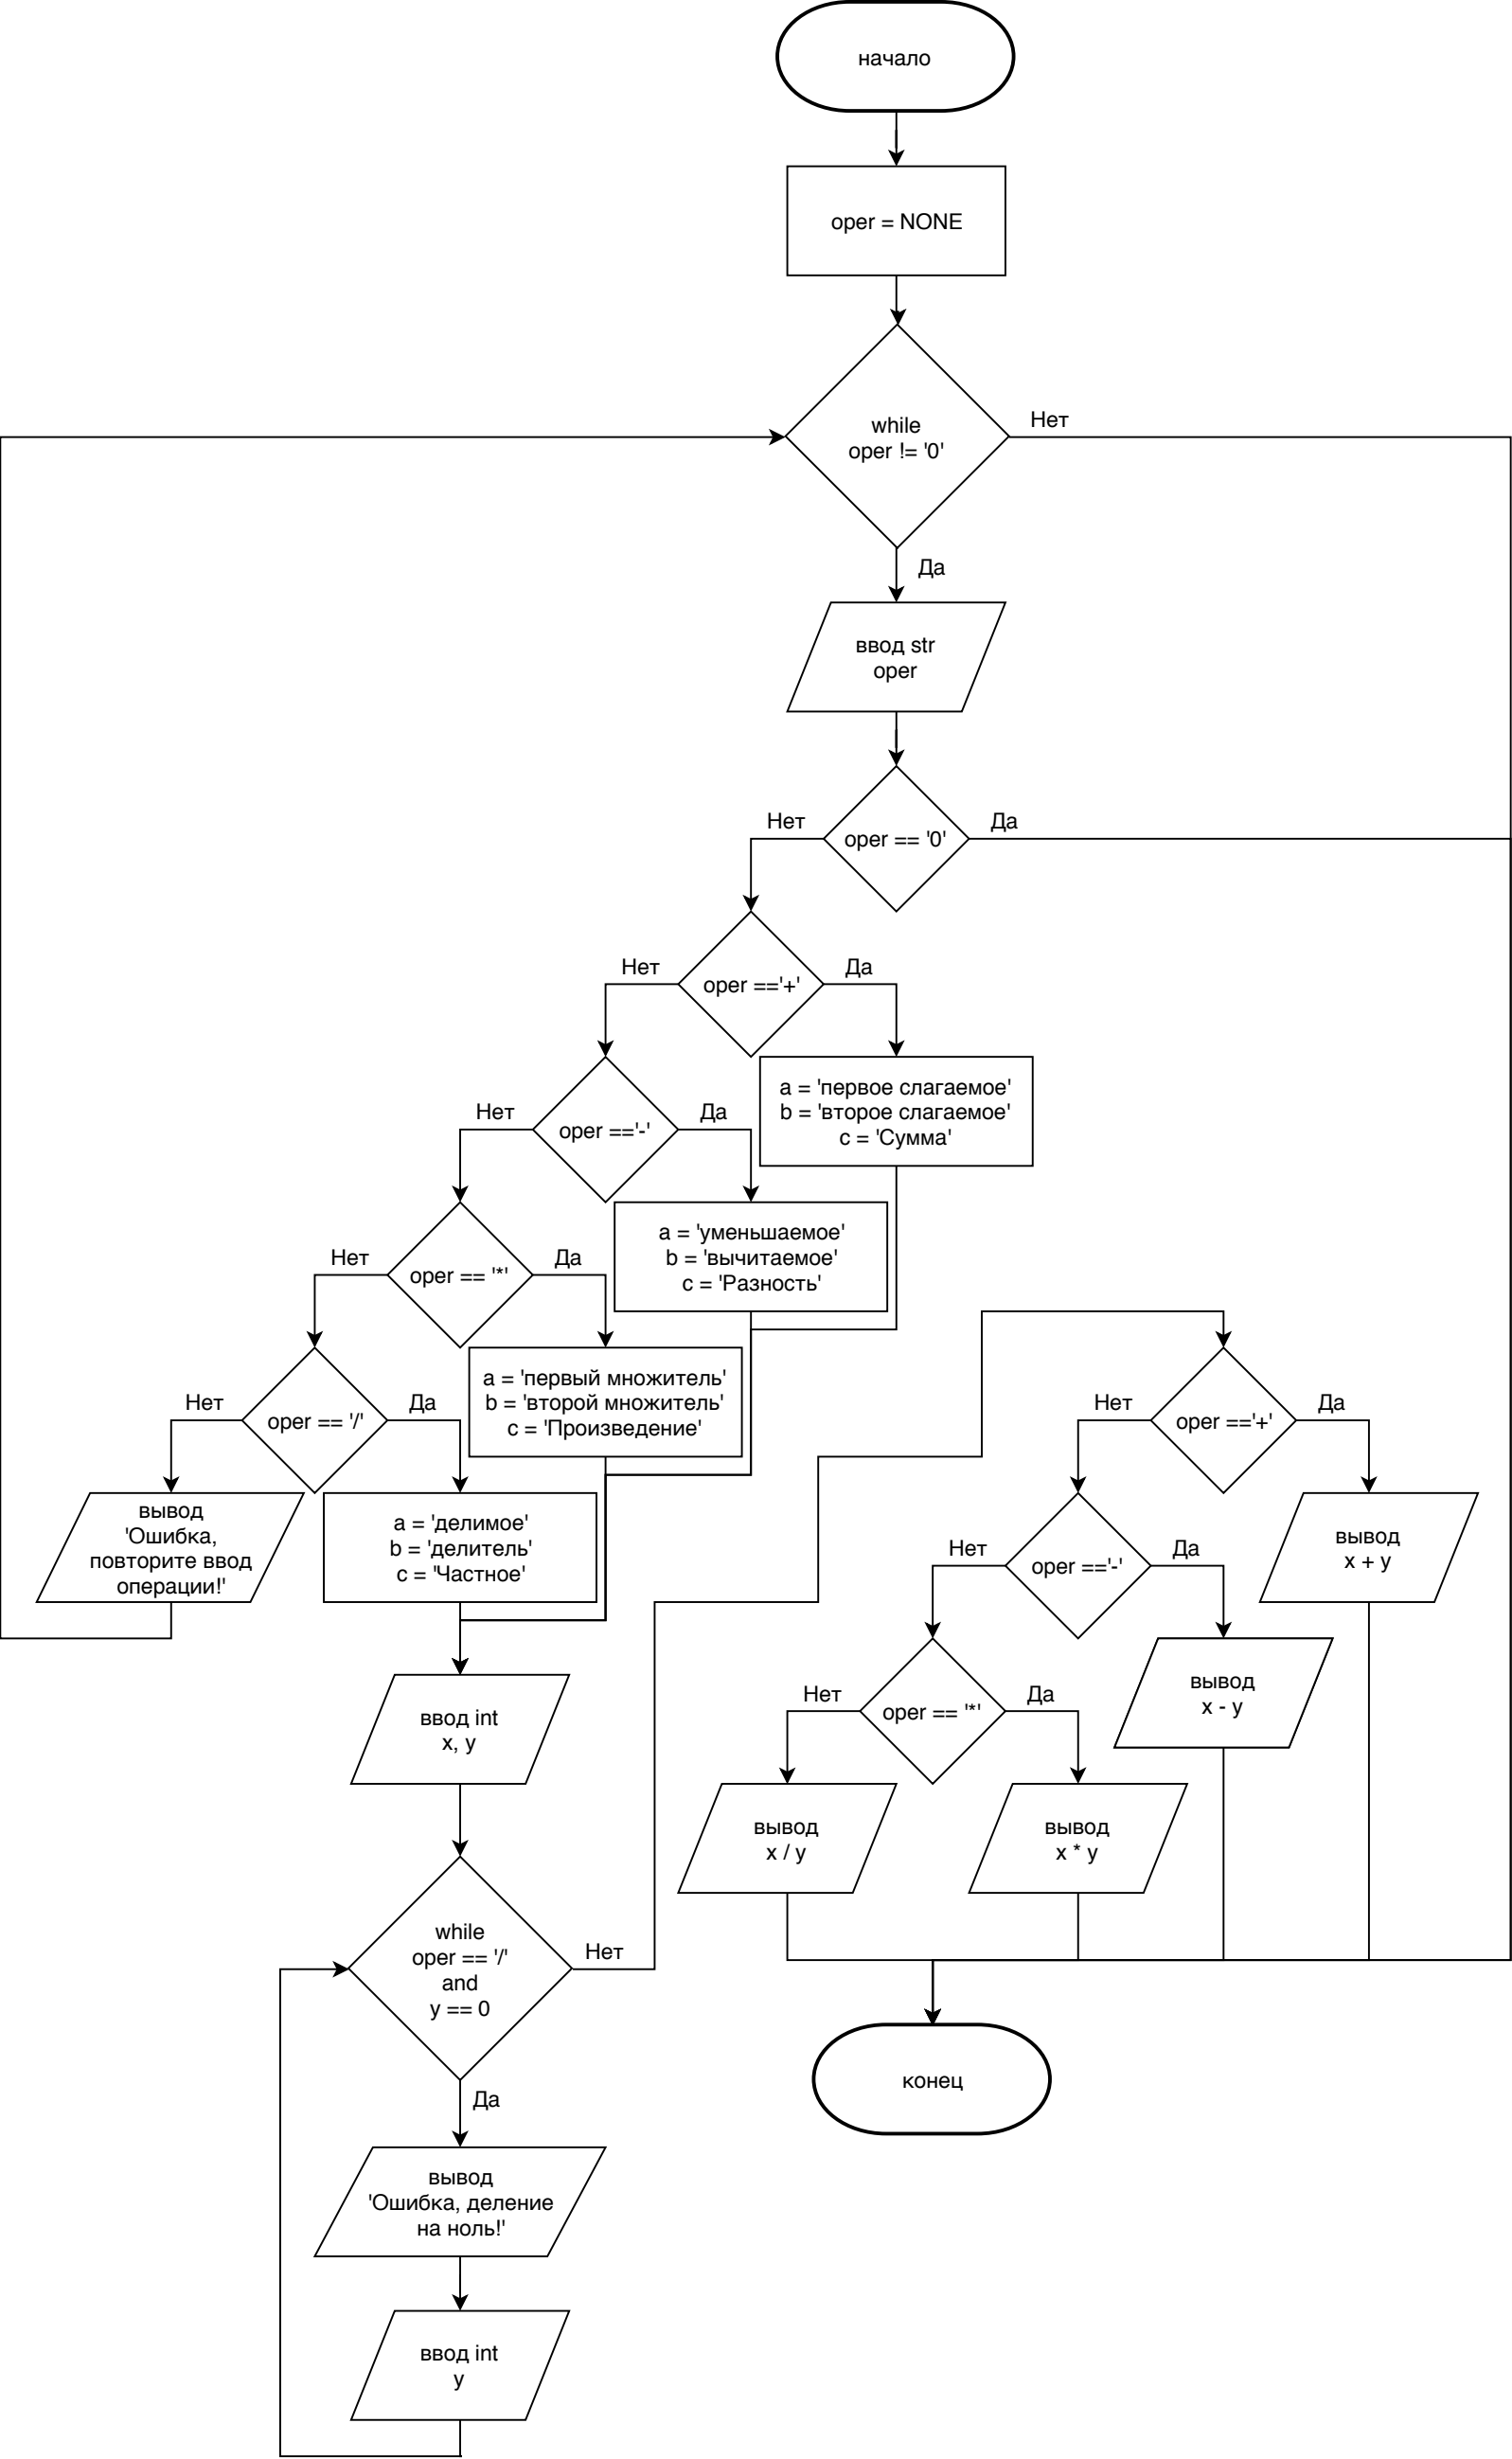 начало
oper = NONE
while
oper != '0'
Нет
Да
ввод str
oper
Нет
oper == '0'
Да
Нет
oper =='+'
Да
Нет
oper =='-'
Да
a = 'первое слагаемое'
b = 'второе слагаемое'
c = 'Сумма'
Нет
oper == '*'
Да
a = 'уменьшаемое'
b = 'вычитаемое'
c = 'Разность'
Нет
oper == '/'
Да
a = 'первый множитель'
b = 'второй множитель'
c = 'Произведение'
вывод
'Ошибка,
повторите ввод
операции!'
a = 'делимое'
b = 'делитель'
c = 'Частное'
ввод int
x, y
while
oper == '/'
and
y == 0
Нет
Да
вывод
'Ошибка, деление
на ноль!'
ввод int
y
Нет
oper =='+'
Да
Нет
oper =='-'
Да
вывод
x + y
Нет
oper == '*'
Да
вывод
x - y
вывод
x / y
вывод
x * y
конец